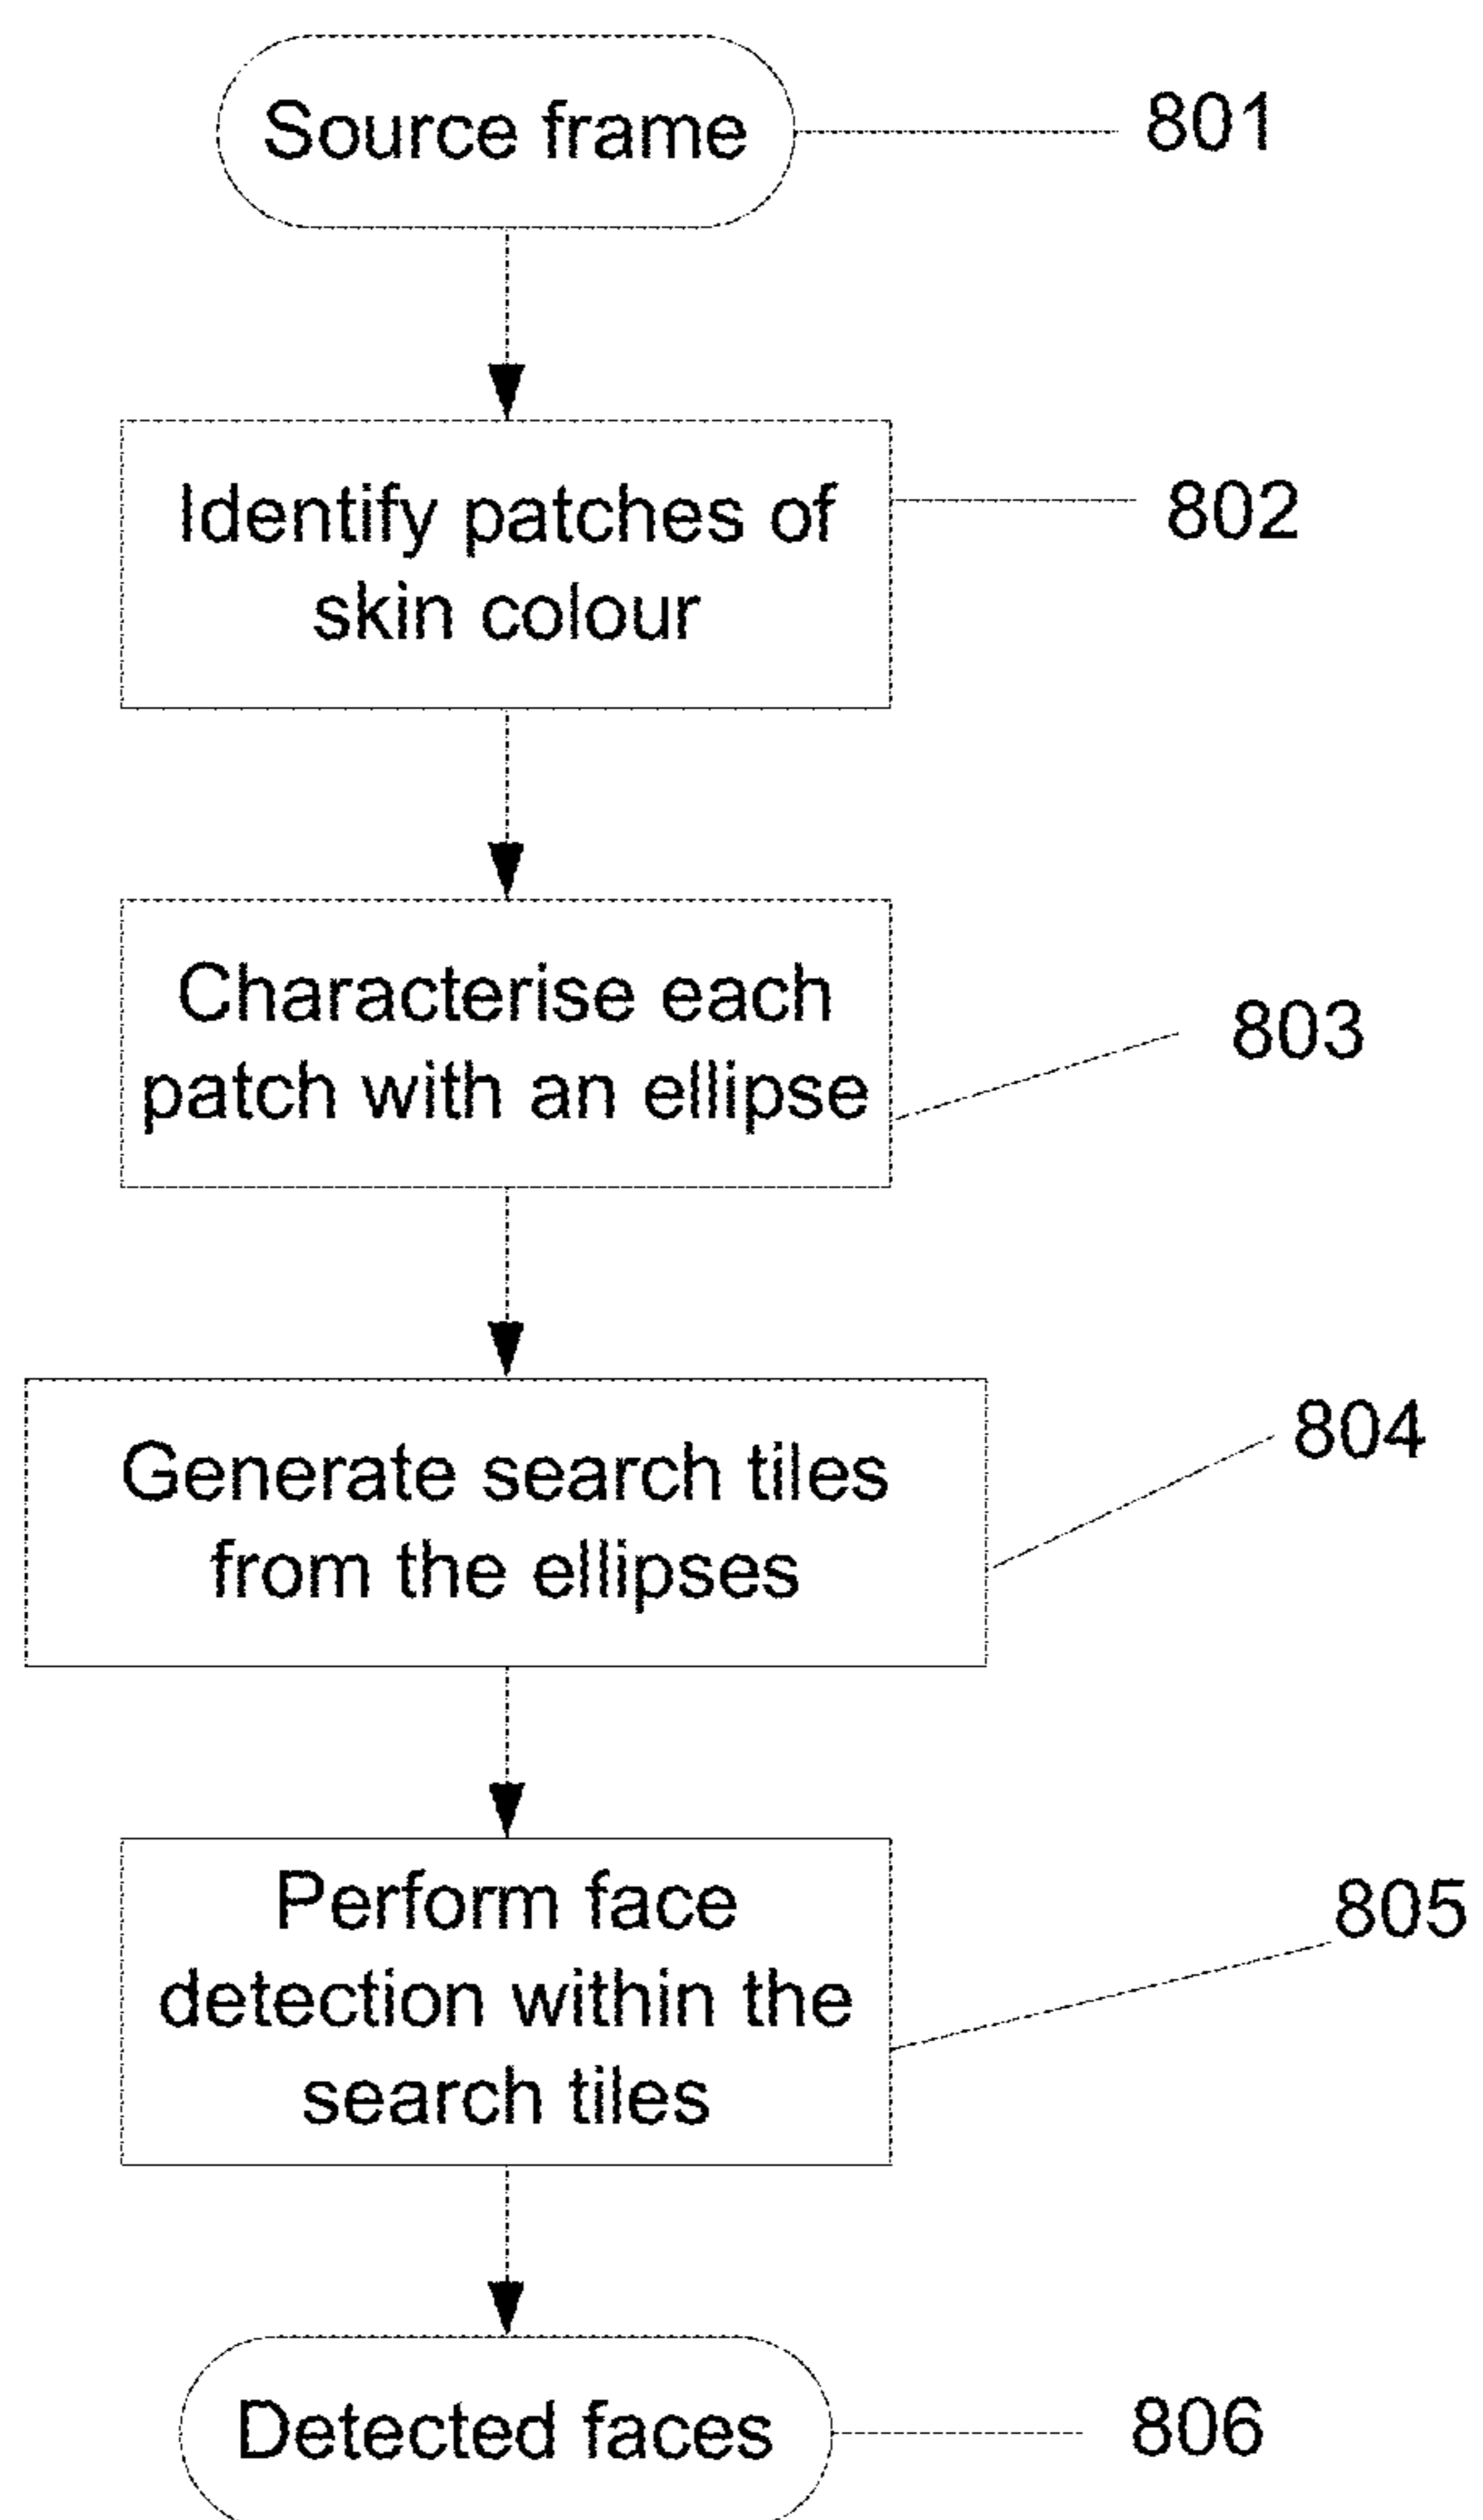 Source frame
801
Identify patches of
skin colour
802
Characterise each
patch with an ellipse
803
Generate search tiles
from the ellipses
804
Perform face
detection within the
search tiles
805
Detected faces
806